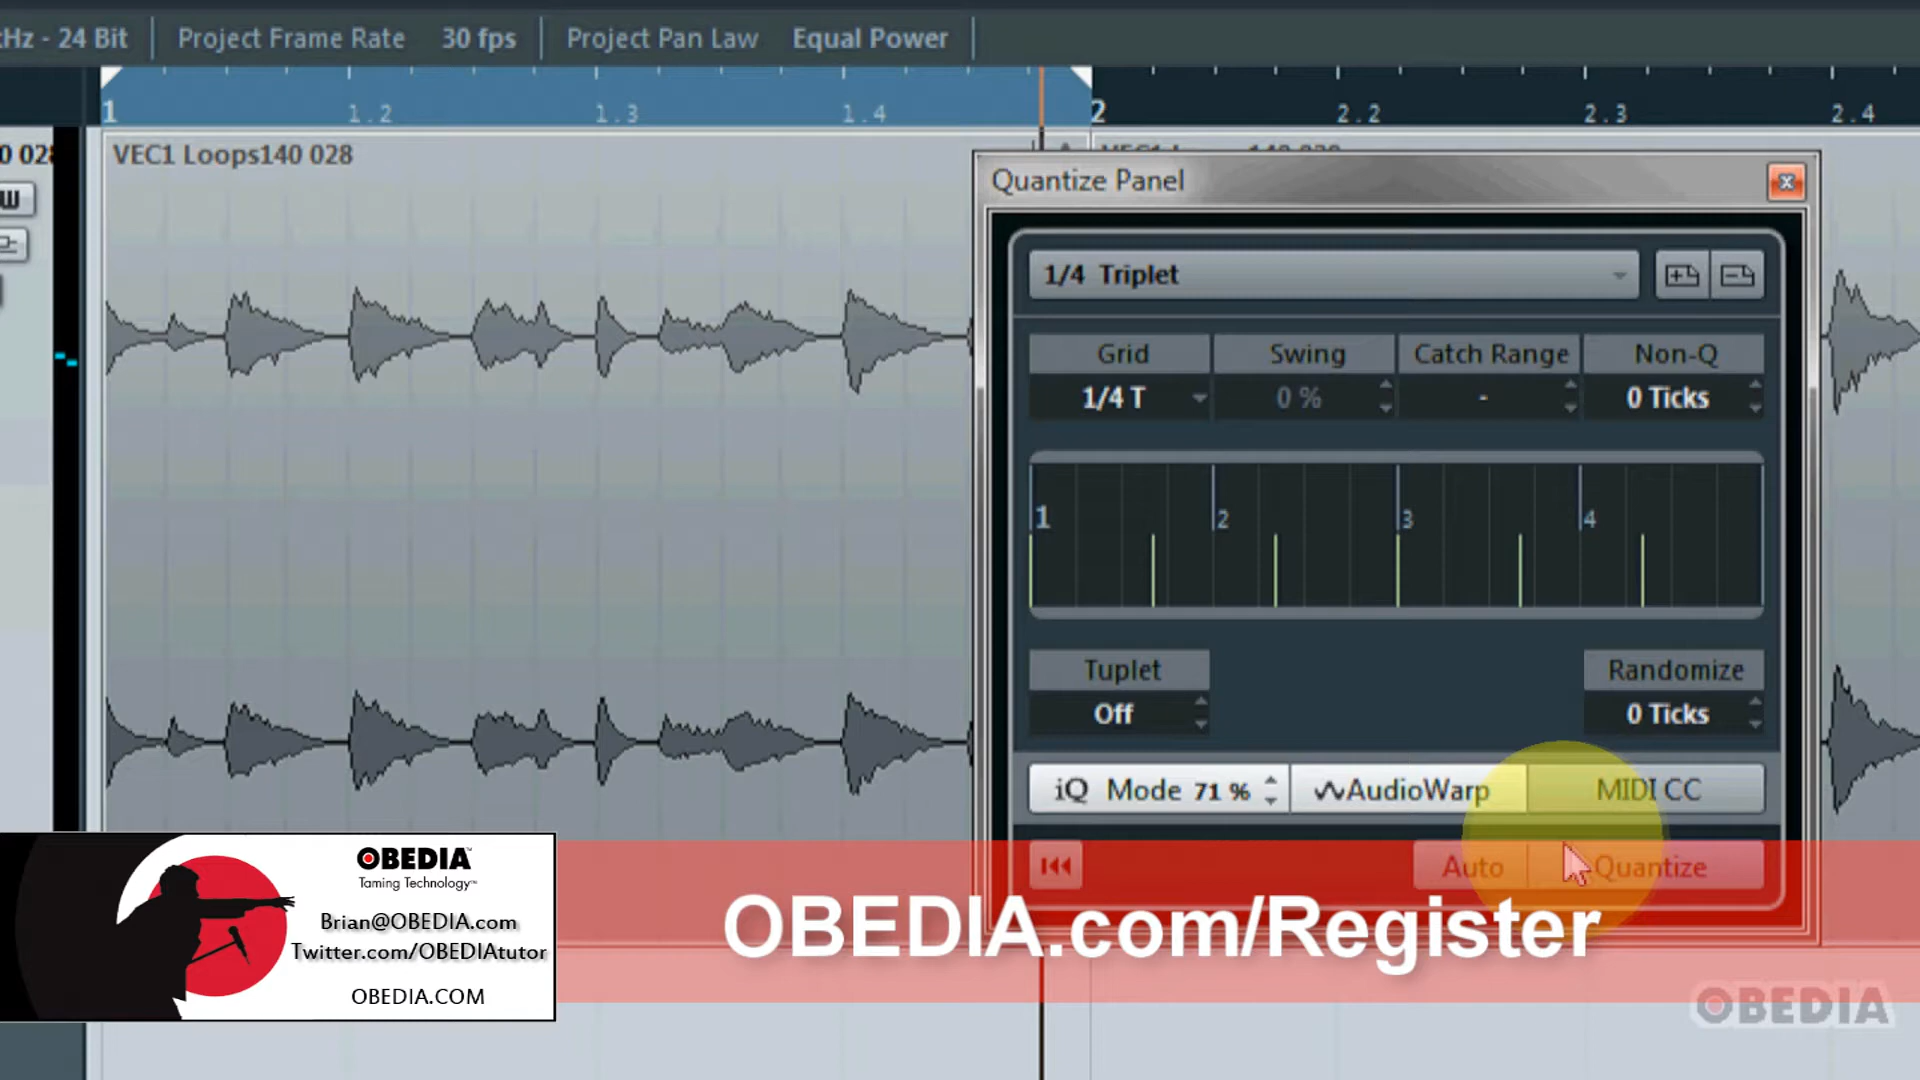 Hz - 24 Bit Project Frame Rate 30 fps Project Pan Law Equal Power
1 1.2 1.3 1.4 2 2.2 2.3 2.4
VEC1 Loops140 028
Quantize Panel
1/4 Triplet
Grid Swing Catch Range Non-Q
1/4 T 0 % - 0 Ticks
1 2 3 4
Tuplet Randomize
Off 0 Ticks
iQ Mode 71 % AudioWarp MIDI CC
Auto Quantize
OBEDIA
Taming Technology™
Brian@OBEDIA.com
Twitter.com/OBEDIAtutor
OBEDIA.COM
OBEDIA.com/Register
OBEDIA